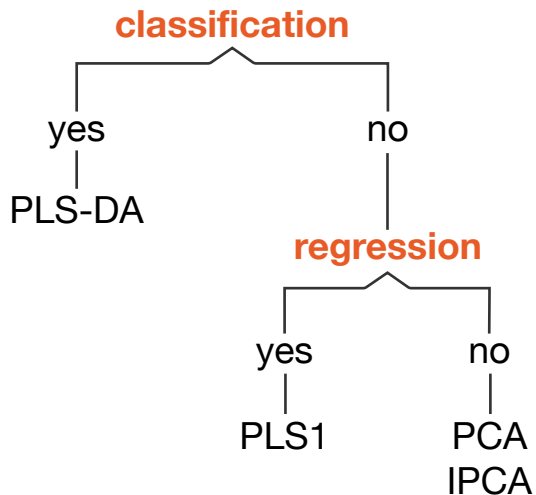 classification
yes
no
PLS-DA
regression
yes
no
PLS1
PCA
IPCA